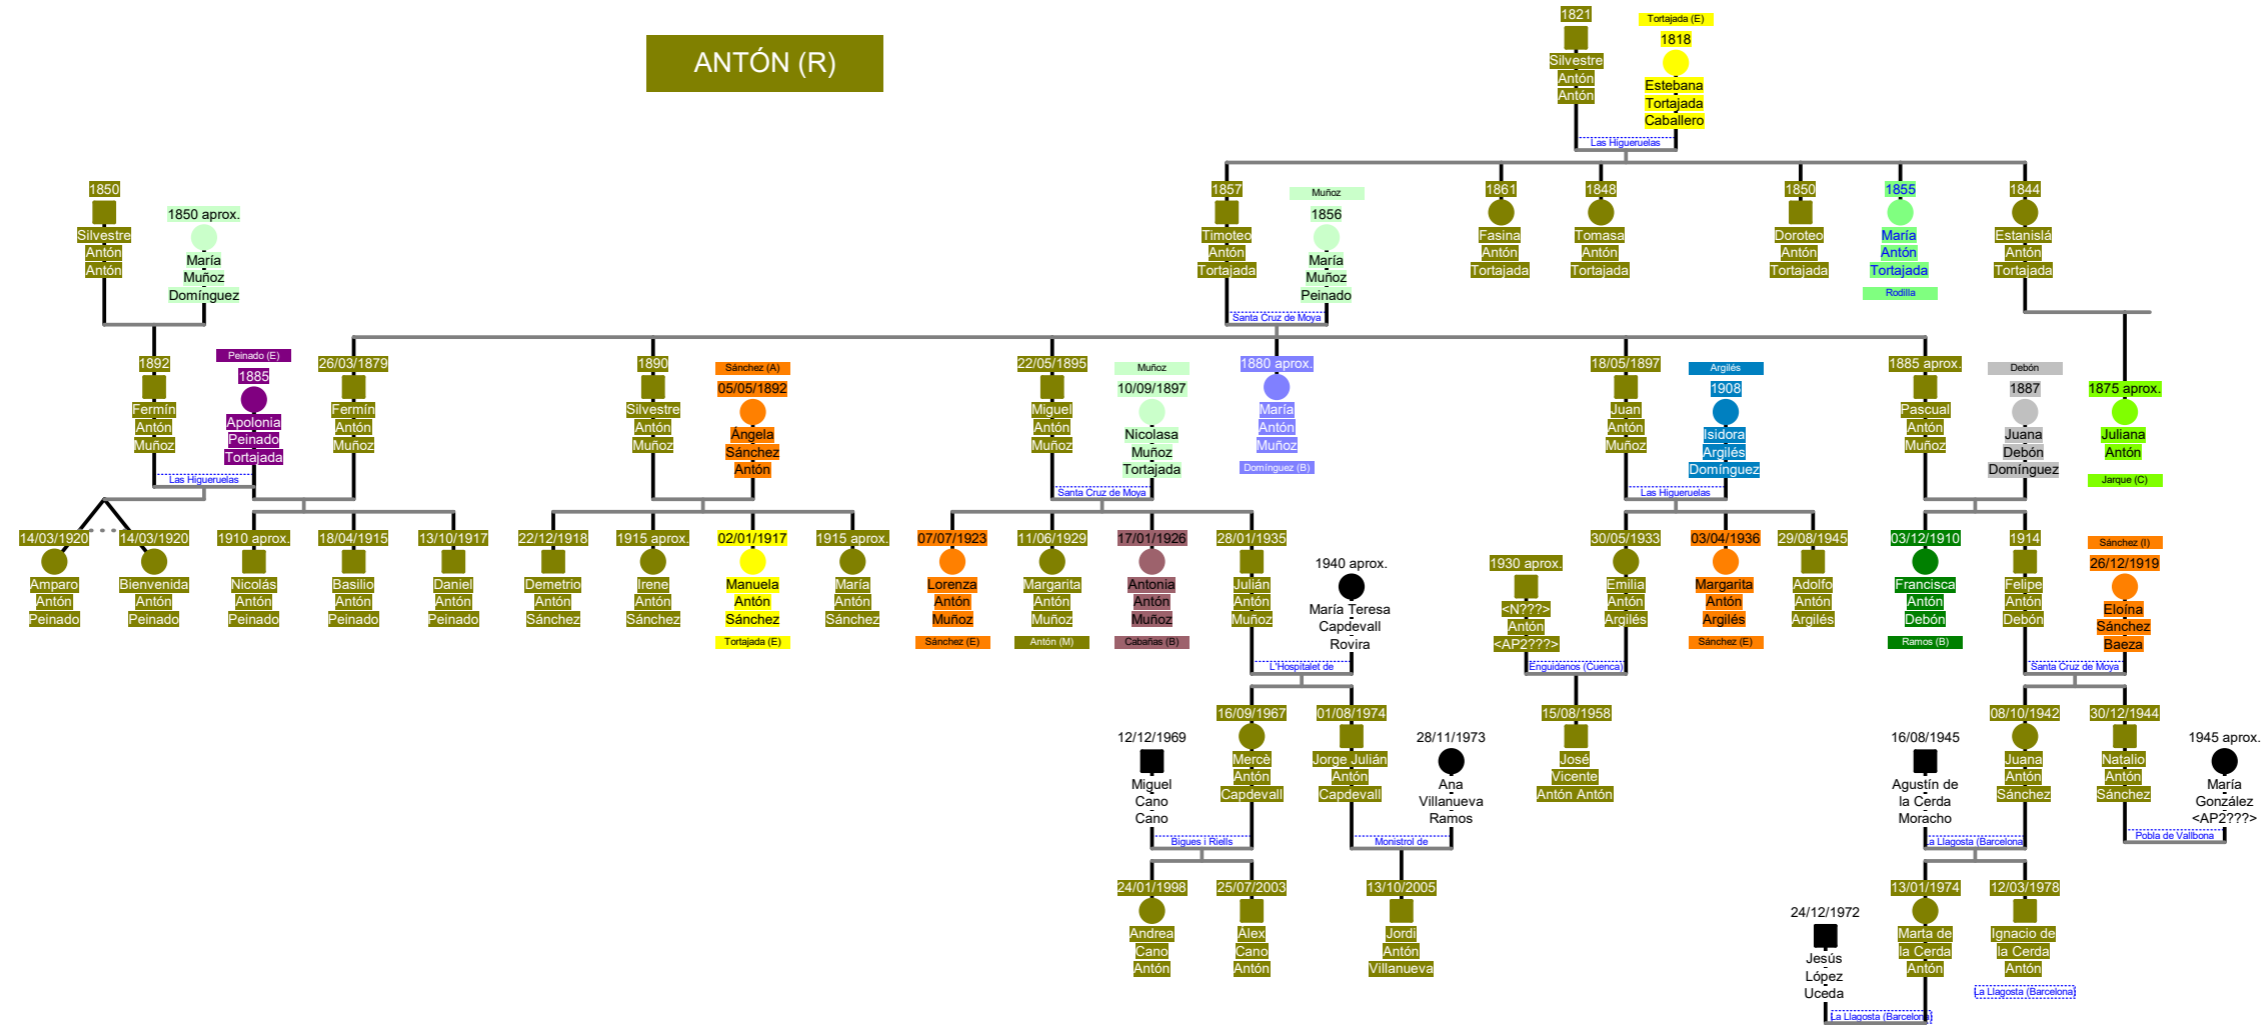 ANTÓN (R)
1821
Silvestre
Antón
Antón
Tortajada (E)
1818
Estebana
Tortajada
Caballero
Las Higueruelas
1850
Silvestre
Antón
Antón
1850 aprox.
María
Muñoz
Domínguez
1857
Timoteo
Antón
Tortajada
Muñoz
1856
María
Muñoz
Peinado
Santa Cruz de Moya
1861
Fasina
Antón
Tortajada
1848
Tomasa
Antón
Tortajada
1850
Doroteo
Antón
Tortajada
1855
María
Antón
Tortajada
Rodilla
1844
Estanislá
Antón
Tortajada
1892
Fermín
Antón
Muñoz
Peinado (E)
1885
Apolonia
Peinado
Tortajada
Las Higueruelas
26/03/1879
Fermín
Antón
Muñoz
1890
Silvestre
Antón
Muñoz
Sánchez (A)
05/05/1892
Ángela
Sánchez
Antón
22/05/1895
Miguel
Antón
Muñoz
Muñoz
10/09/1897
Nicolasa
Muñoz
Tortajada
Santa Cruz de Moya
1880 aprox.
María
Antón
Muñoz
Domínguez (B)
18/05/1897
Juan
Antón
Muñoz
Argilés
1908
Isidora
Argilés
Domínguez
Las Higueruelas
1885 aprox.
Pascual
Antón
Muñoz
Debón
1887
Juana
Debón
Domínguez
1875 aprox.
Juliana
Antón
Jarque (C)
14/03/1920
Amparo
Antón
Peinado
14/03/1920
Bienvenida
Antón
Peinado
1910 aprox.
Nicolás
Antón
Peinado
18/04/1915
Basilio
Antón
Peinado
13/10/1917
Daniel
Antón
Peinado
22/12/1918
Demetrio
Antón
Sánchez
1915 aprox.
Irene
Antón
Sánchez
02/01/1917
Manuela
Antón
Sánchez
Tortajada (E)
1915 aprox.
María
Antón
Sánchez
07/07/1923
Lorenza
Antón
Muñoz
Sánchez (E)
11/06/1929
Margarita
Antón
Muñoz
Antón (M)
17/01/1926
Antonia
Antón
Muñoz
Cabañas (B)
28/01/1935
Julián
Antón
Muñoz
1940 aprox.
María Teresa
Capdevall
Rovira
L'Hospitalet de
1930 aprox.
<N???>
Antón
<AP2???>
30/05/1933
Emilia
Antón
Argilés
Enguidanos (Cuenca)
03/04/1936
Margarita
Antón
Argilés
Sánchez (E)
29/08/1945
Adolfo
Antón
Argilés
03/12/1910
Francisca
Antón
Debón
Ramos (B)
1914
Felipe
Antón
Debón
Sánchez (I)
26/12/1919
Eloína
Sánchez
Baeza
Santa Cruz de Moya
12/12/1969
Miguel
Cano
Cano
16/09/1967
Mercè
Antón
Capdevall
Bigues i Riells
01/08/1974
Jorge Julián
Antón
Capdevall
28/11/1973
Ana
Villanueva
Ramos
Monistrol de
15/08/1958
José
Vicente
Antón Antón
16/08/1945
Agustín de
la Cerda
Moracho
08/10/1942
Juana
Antón
Sánchez
La Llagosta (Barcelona)
30/12/1944
Natalio
Antón
Sánchez
1945 aprox.
María
González
<AP2???>
Pobla de Vallbona
24/01/1998
Andrea
Cano
Antón
25/07/2003
Álex
Cano
Antón
13/10/2005
Jordi
Antón
Villanueva
24/12/1972
Jesús
López
Uceda
13/01/1974
Marta de
la Cerda
Antón
La Llagosta (Barcelona)
12/03/1978
Ignacio de
la Cerda
Antón
La Llagosta (Barcelona)